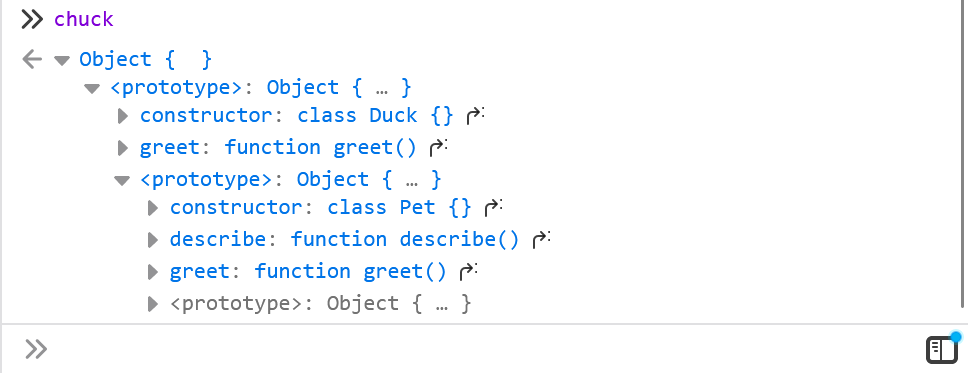 chuck
Object {  }
<prototype>: Object { … }
constructor: class Duck {}
greet: function greet()
<prototype>: Object { … }
constructor: class Pet {}
describe: function describe()
greet: function greet()
<prototype>: Object { … }